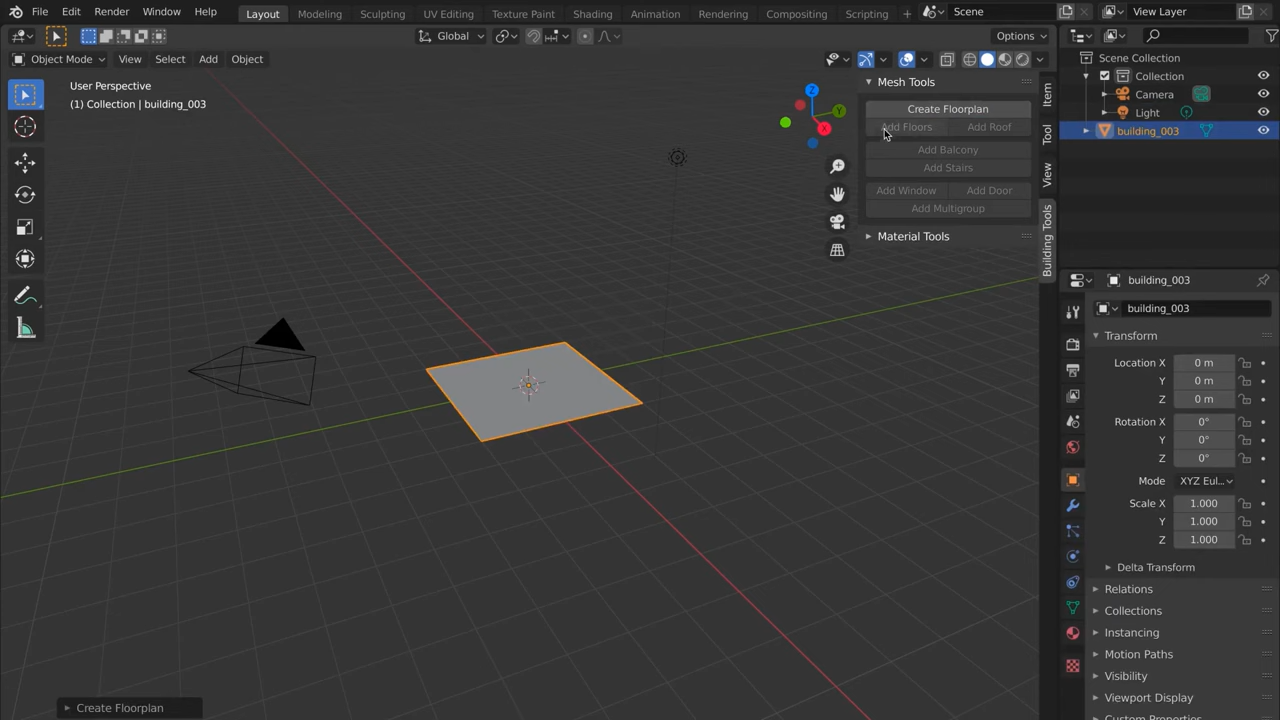 File Edit Render Window Help Layout Modeling Sculpting UV Editing Texture Paint Shading Animation Rendering Compositing Scripting + Scene View Layer
Global Options
Object Mode View Select Add Object
User Perspective
(1) Collection | building_003
Mesh Tools
Create Floorplan
Add Floors Add Roof
Add Balcony
Add Stairs
Add Window Add Door
Add Multigroup
Material Tools
Item
Tool
View
Building Tools
Z
Y
X
Create Floorplan
Scene Collection
Collection
Camera
Light
building_003
building_003
building_003
Transform
Location X 0 m
Y 0 m
Z 0 m
Rotation X 0°
Y 0°
Z 0°
Mode XYZ Eul...
Scale X 1.000
Y 1.000
Z 1.000
Delta Transform
Relations
Collections
Instancing
Motion Paths
Visibility
Viewport Display
Custom Properties